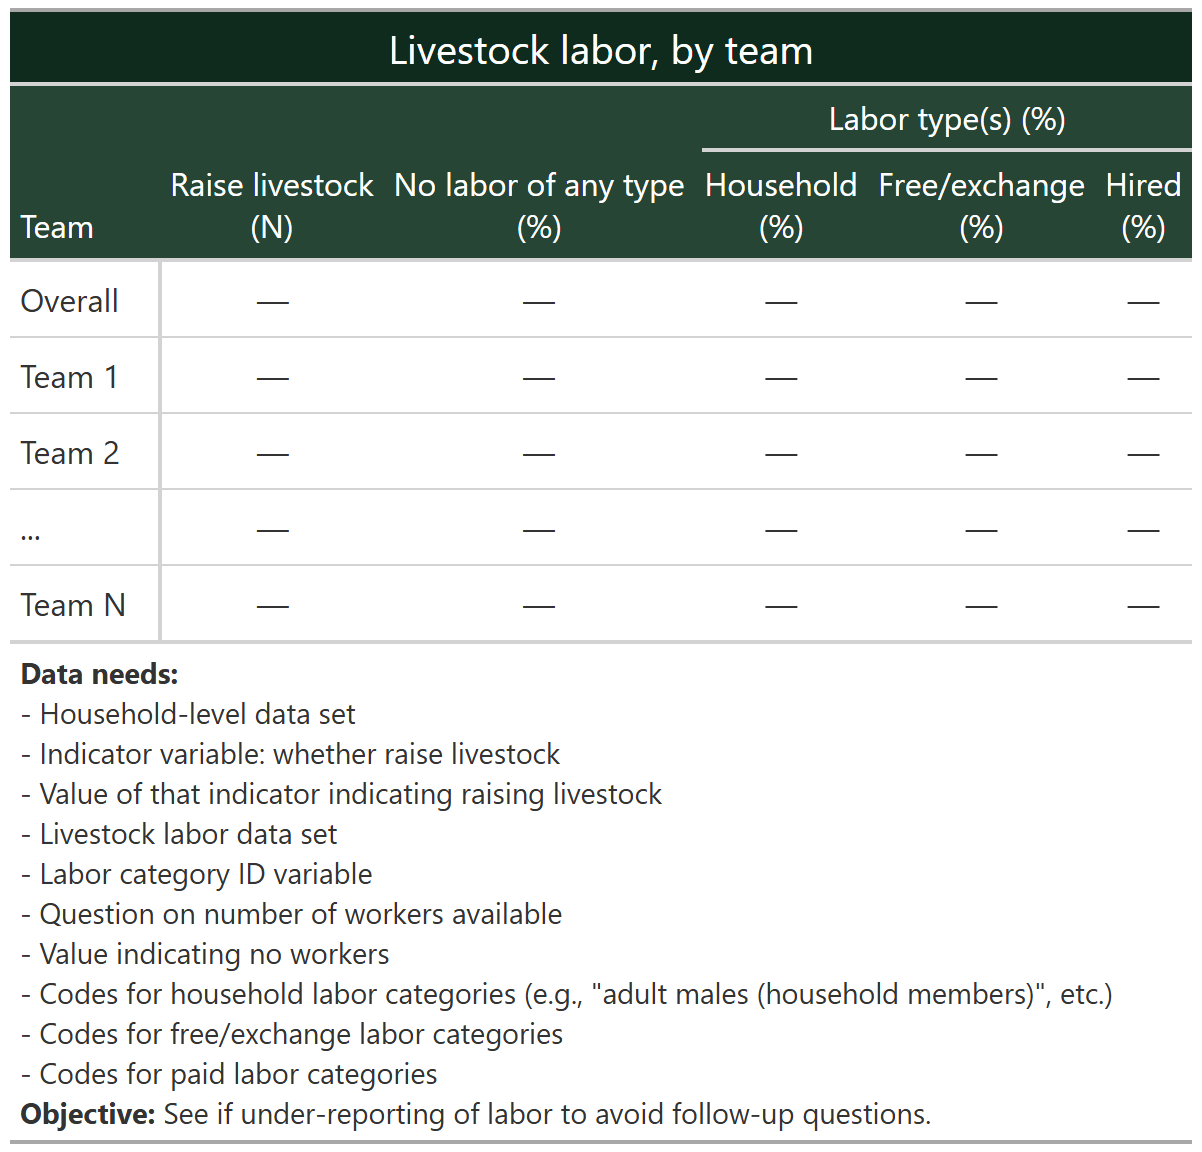 Livestock labor, by team
Labor type(s) (%)
Team
Raise livestock
(N)
No labor of any type
(%)
Household
(%)
Free/exchange
(%)
Hired
(%)
Overall — — — — —
Team 1 — — — — —
Team 2 — — — — —
... — — — — —
Team N — — — — —
Data needs:
- Household-level data set
- Indicator variable: whether raise livestock
- Value of that indicator indicating raising livestock
- Livestock labor data set
- Labor category ID variable
- Question on number of workers available
- Value indicating no workers
- Codes for household labor categories (e.g., "adult males (household members)", etc.)
- Codes for free/exchange labor categories
- Codes for paid labor categories
Objective: See if under-reporting of labor to avoid follow-up questions.